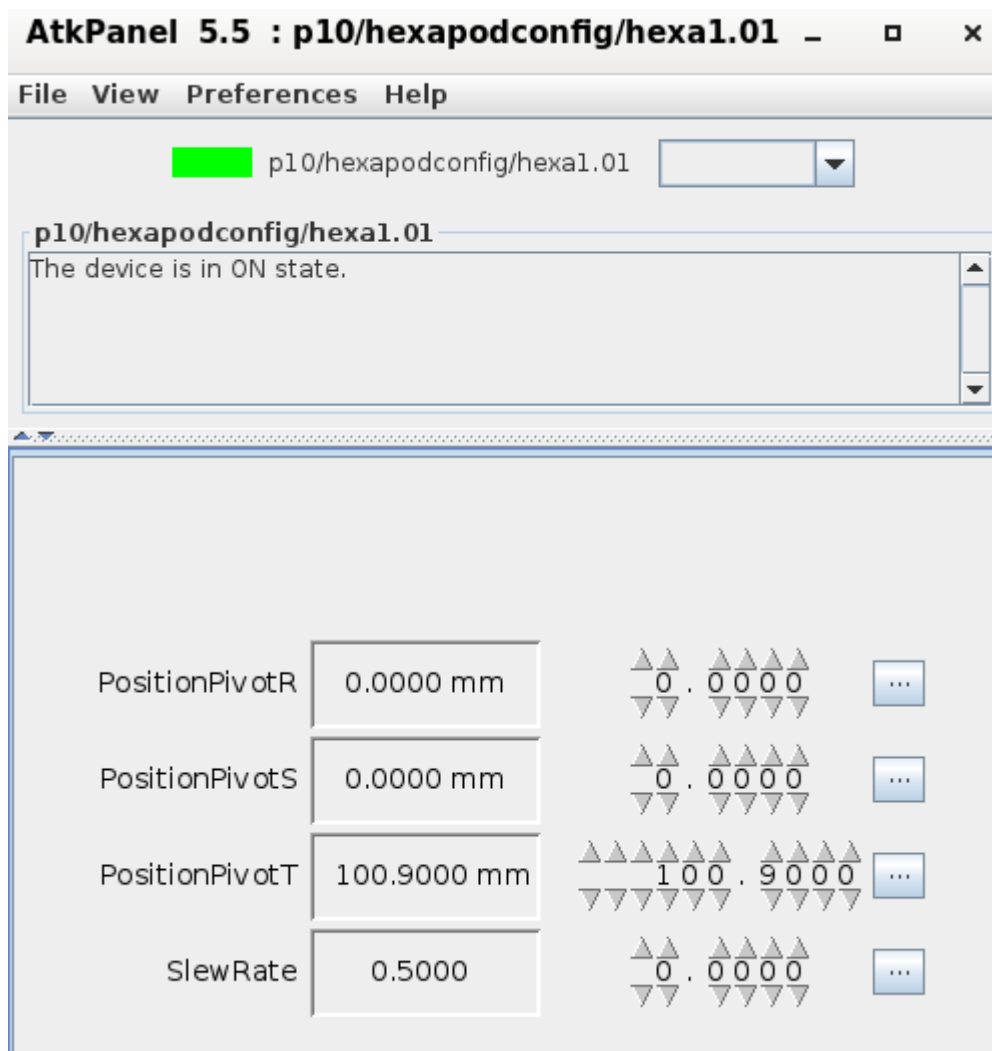 AtkPanel 5.5 : p10/hexapodconfig/hexa1.01
File View Preferences Help
p10/hexapodconfig/hexa1.01
p10/hexapodconfig/hexa1.01
The device is in ON state.
PositionPivotR 0.0000 mm 0.0000 ...
PositionPivotS 0.0000 mm 0.0000 ...
PositionPivotT 100.9000 mm 100.9000 ...
SlewRate 0.5000 0.0000 ...